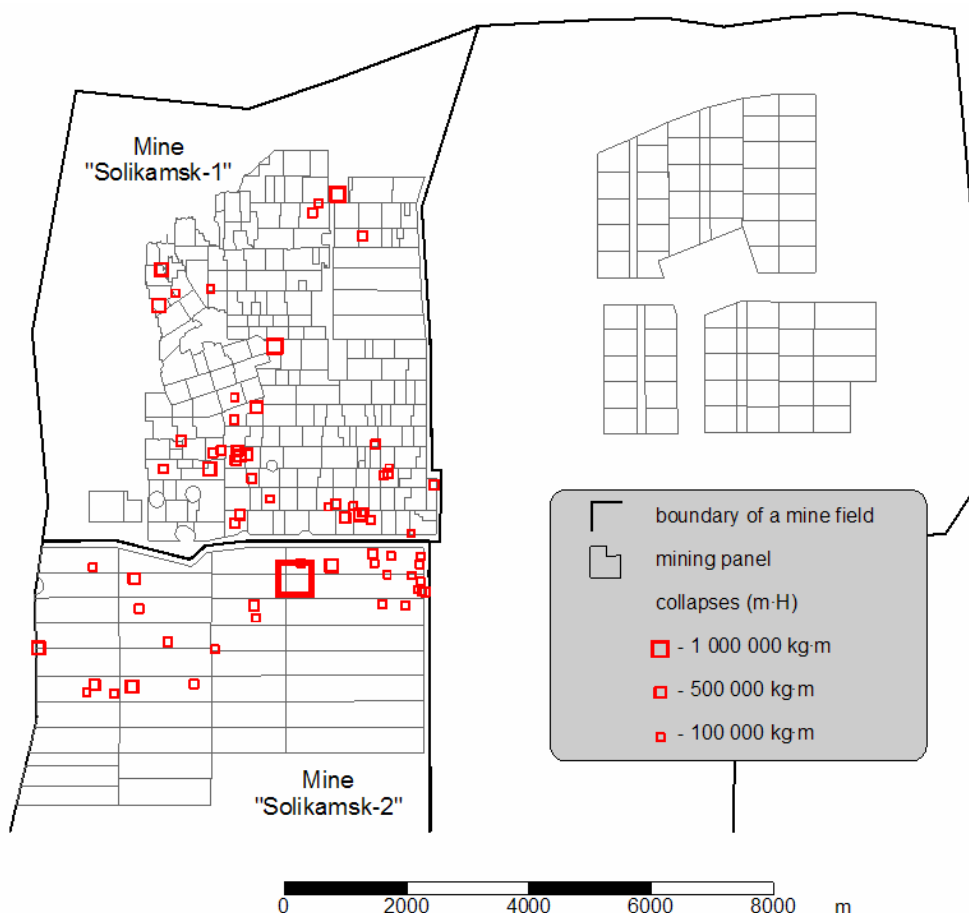 Mine
"Solikamsk-1"
boundary of a mine field
mining panel
collapses (m·H)
- 1 000 000 kg·m
- 500 000 kg·m
- 100 000 kg·m
Mine
"Solikamsk-2"
0 2000 4000 6000 8000 m